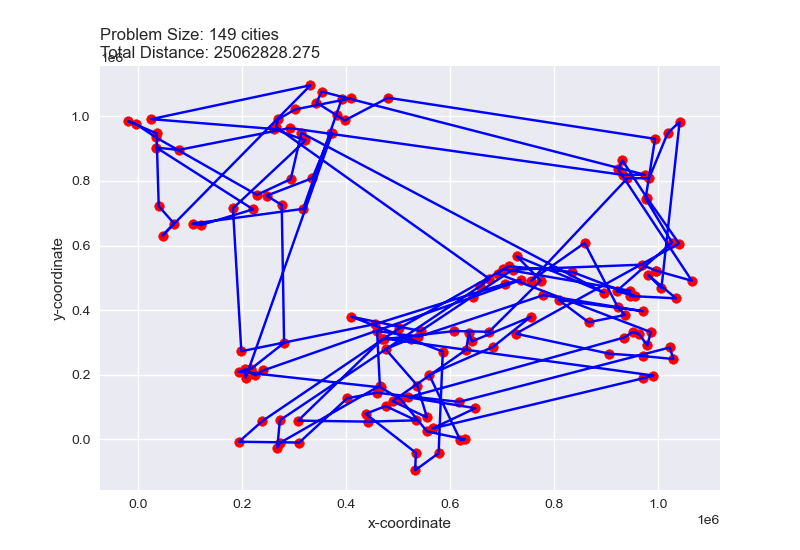 Problem Size: 149 cities
Total Distance: 25062828.275
1e6
1.0
0.8
0.6
0.4
0.2
0.0
y-coordinate
0.0 0.2 0.4 0.6 0.8 1.0
x-coordinate
1e6